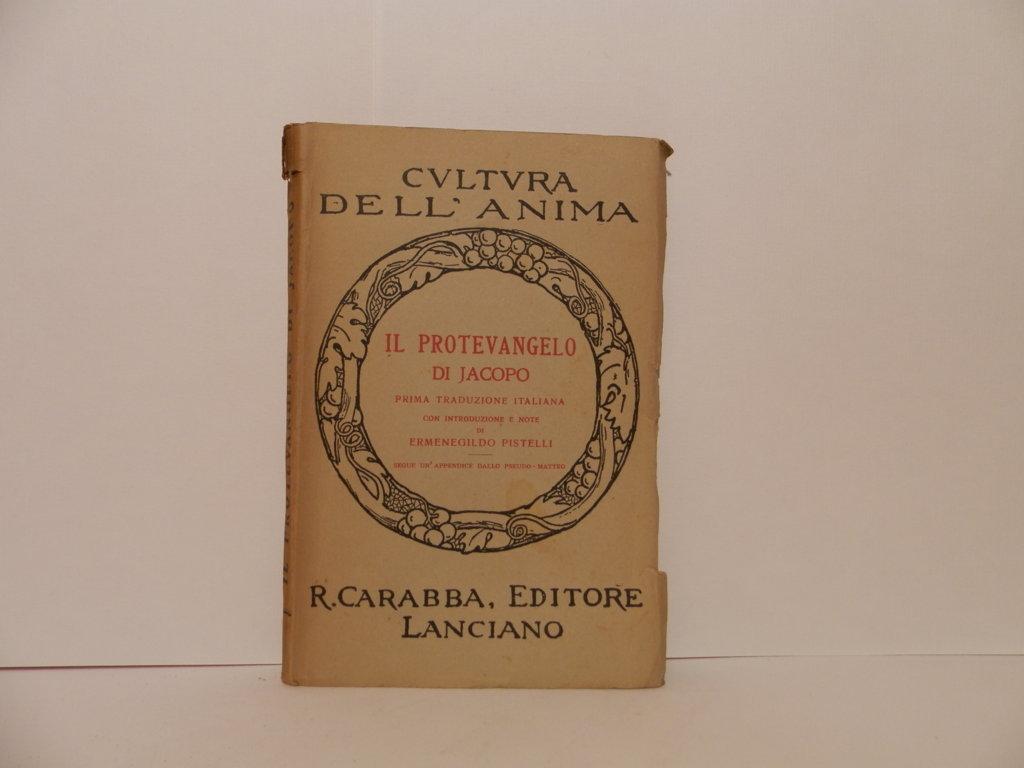 CVLTVRA
DELL' ANIMA
IL PROTEVANGELO
DI JACOPO
PRIMA TRADUZIONE ITALIANA
CON INTRODUZIONE E NOTE
DI
ERMENEGILDO PISTELLI
SEGUE UN' APPENDICE DALLO PSEUDO-MATTEO
R. CARABBA, EDITORE
LANCIANO